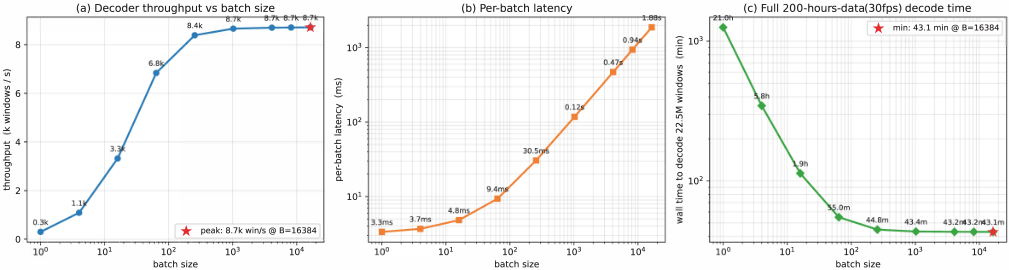 (a) Decoder throughput vs batch size
throughput (k windows / s)
8
6
4
2
0
0.3k
1.1k
3.3k
6.8k
8.4k
8.7k
8.7k
8.7k
8.7k
peak: 8.7k win/s @ B=16384
10⁰
10¹
10²
10³
10⁴
batch size
(b) Per-batch latency
per-batch latency (ms)
10³
10²
10¹
3.3ms
3.7ms
4.8ms
9.4ms
30.5ms
0.12s
0.47s
0.94s
1.88s
10⁰
10¹
10²
10³
10⁴
batch size
(c) Full 200-hours-data(30fps) decode time
wall time to decode 22.5M windows (min)
10³
10²
21.0h
5.8h
1.9h
55.0m
44.8m
43.4m
43.2m
43.2m
43.1m
min: 43.1 min @ B=16384
10⁰
10¹
10²
10³
10⁴
batch size